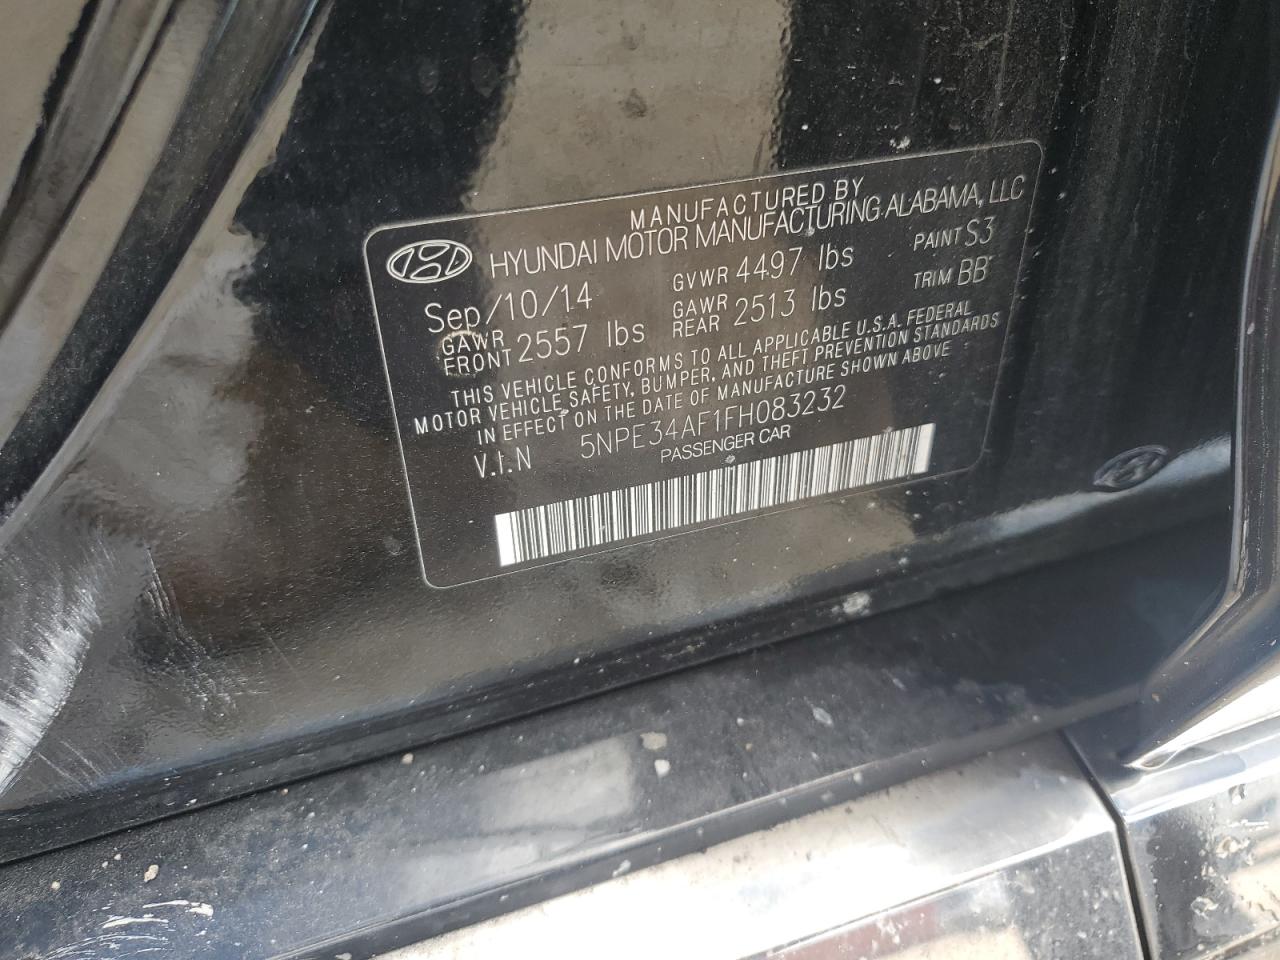 MANUFACTURED BY
HYUNDAI MOTOR MANUFACTURING ALABAMA, LLC
Sep/10/14 GVWR 4497 lbs PAINT S3
GAWR FRONT 2557 lbs GAWR REAR 2513 lbs TRIM BB
THIS VEHICLE CONFORMS TO ALL APPLICABLE U.S.A. FEDERAL
MOTOR VEHICLE SAFETY, BUMPER, AND THEFT PREVENTION STANDARDS
IN EFFECT ON THE DATE OF MANUFACTURE SHOWN ABOVE
V.I.N 5NPE34AF1FH083232
PASSENGER CAR